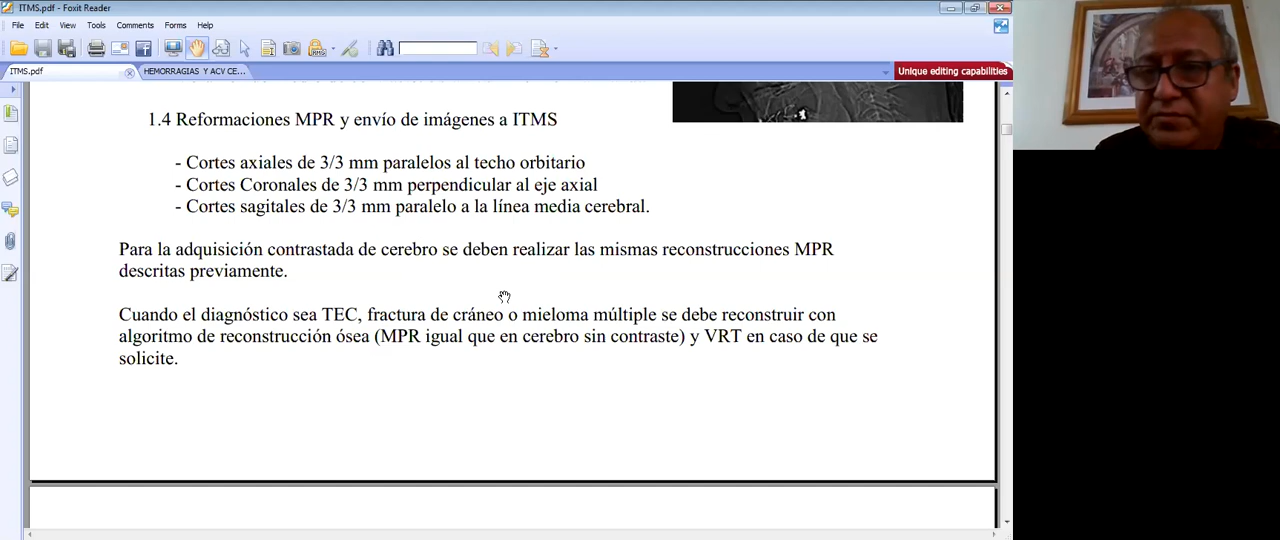 ITMS.pdf - Foxit Reader
File Edit View Tools Comments Forms Help
ITMS.pdf HEMORRAGIAS Y ACV CE... Unique editing capabilities
1.4 Reformaciones MPR y envío de imágenes a ITMS
- Cortes axiales de 3/3 mm paralelos al techo orbitario
- Cortes Coronales de 3/3 mm perpendicular al eje axial
- Cortes sagitales de 3/3 mm paralelo a la línea media cerebral.
Para la adquisición contrastada de cerebro se deben realizar las mismas reconstrucciones MPR
descritas previamente.
Cuando el diagnóstico sea TEC, fractura de cráneo o mieloma múltiple se debe reconstruir con
algoritmo de reconstrucción ósea (MPR igual que en cerebro sin contraste) y VRT en caso de que se
solicite.